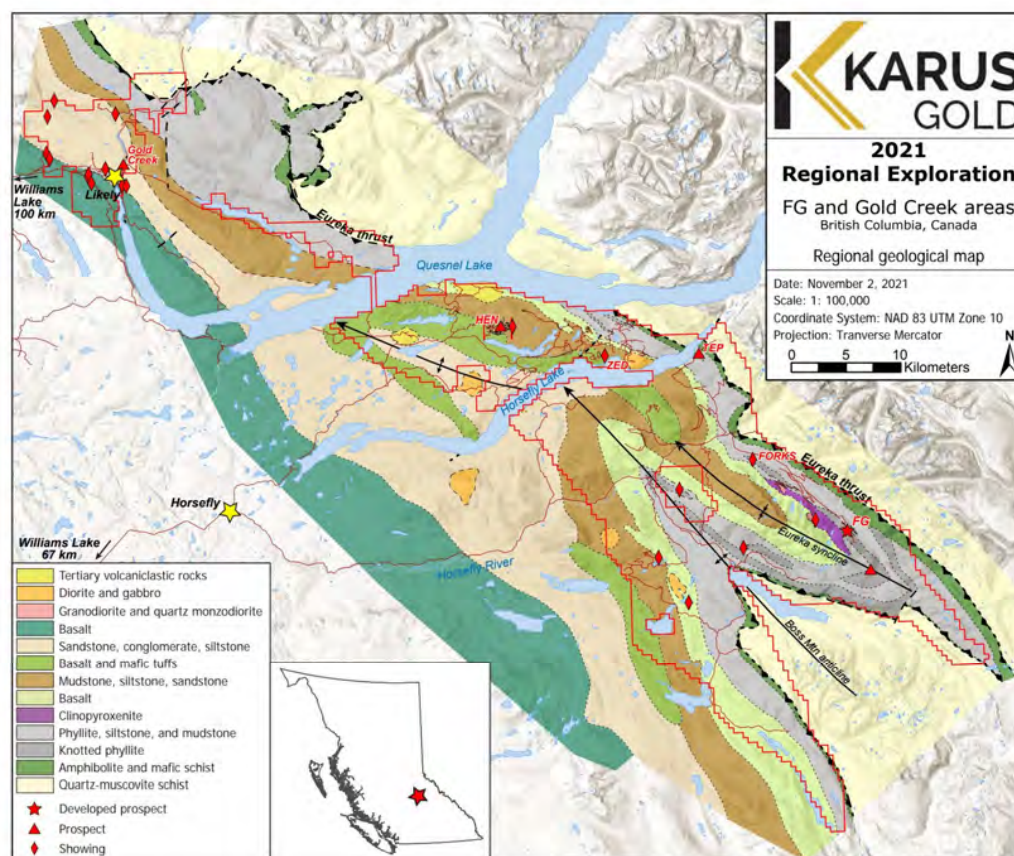 KARUS
GOLD
2021
Regional Exploration
FG and Gold Creek areas
British Columbia, Canada
Regional geological map
Date: November 2, 2021
Scale: 1: 100,000
Coordinate System: NAD 83 UTM Zone 10
Projection: Tranverse Mercator
N
0 5 10
Kilometers
Gold
Creek
Williams
Lake
100 km
Likely
Eureka thrust
Quesnel Lake
HEN
ZED
TEP
Horsefly Lake
FORKS
Eureka thrust
FG
Eureka syncline
Horsefly
Williams Lake
67 km
Horsefly River
Boss Mtn anticline
Tertiary volcaniclastic rocks
Diorite and gabbro
Granodiorite and quartz monzodiorite
Basalt
Sandstone, conglomerate, siltstone
Basalt and mafic tuffs
Mudstone, siltstone, sandstone
Basalt
Clinopyroxenite
Phyllite, siltstone, and mudstone
Knotted phyllite
Amphibolite and mafic schist
Quartz-muscovite schist
Developed prospect
Prospect
Showing